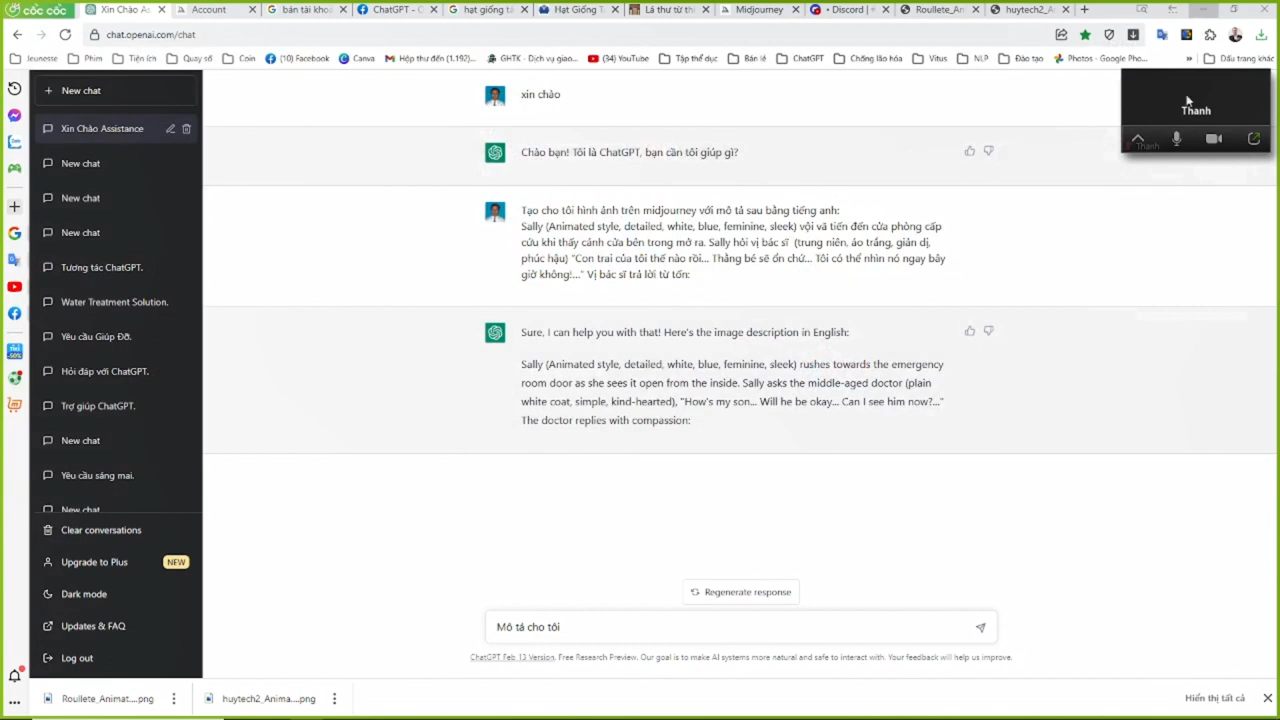 cốc cốc
Xin Chào As
Account
bán tài khoả
ChatGPT - C
hạt giống tâ
Hạt Giống T
Lá thư từ th
Midjourney
• Discord |
Roullete_An
huytech2_A
chat.openai.com/chat
Jeunesse
Phim
Tiện ích
Quay số
Coin
(10) Facebook
Canva
Hộp thư đến (1.192)...
GHTK - Dịch vụ giao...
(34) YouTube
Tập thể dục
Bán lẻ
ChatGPT
Chống lão hóa
Vitus
NLP
Đào tạo
Photos - Google Pho...
»
Dấu trang khác
New chat
Xin Chào Assistance
New chat
New chat
New chat
Tương tác ChatGPT.
Water Treatment Solution.
Yêu cầu Giúp Đỡ.
Hỏi đáp với ChatGPT.
Trợ giúp ChatGPT.
New chat
Yêu cầu sáng mai.
New chat
Clear conversations
Upgrade to Plus
NEW
Dark mode
Updates & FAQ
Log out
xin chào
Chào bạn! Tôi là ChatGPT, bạn cần tôi giúp gì?
Tạo cho tôi hình ảnh trên midjourney với mô tả sau bằng tiếng anh:
Sally (Animated style, detailed, white, blue, feminine, sleek) vội vã tiến đến cửa phòng cấp
cứu khi thấy cánh cửa bên trong mở ra. Sally hỏi vị bác sĩ (trung niên, áo trắng, giản dị,
phúc hậu) "Con trai của tôi thế nào rồi... Thằng bé sẽ ổn chứ... Tôi có thể nhìn nó ngay bây
giờ không!..." Vị bác sĩ trả lời từ tốn:
Sure, I can help you with that! Here's the image description in English:
Sally (Animated style, detailed, white, blue, feminine, sleek) rushes towards the emergency
room door as she sees it open from the inside. Sally asks the middle-aged doctor (plain
white coat, simple, kind-hearted), "How's my son... Will he be okay... Can I see him now?..."
The doctor replies with compassion:
Thanh
Thanh
Regenerate response
Mô tả cho tôi
ChatGPT Feb 13 Version. Free Research Preview. Our goal is to make AI systems more natural and safe to interact with. Your feedback will help us improve.
Roullete_Animat....png
huytech2_Anima....png
Hiển thị tất cả